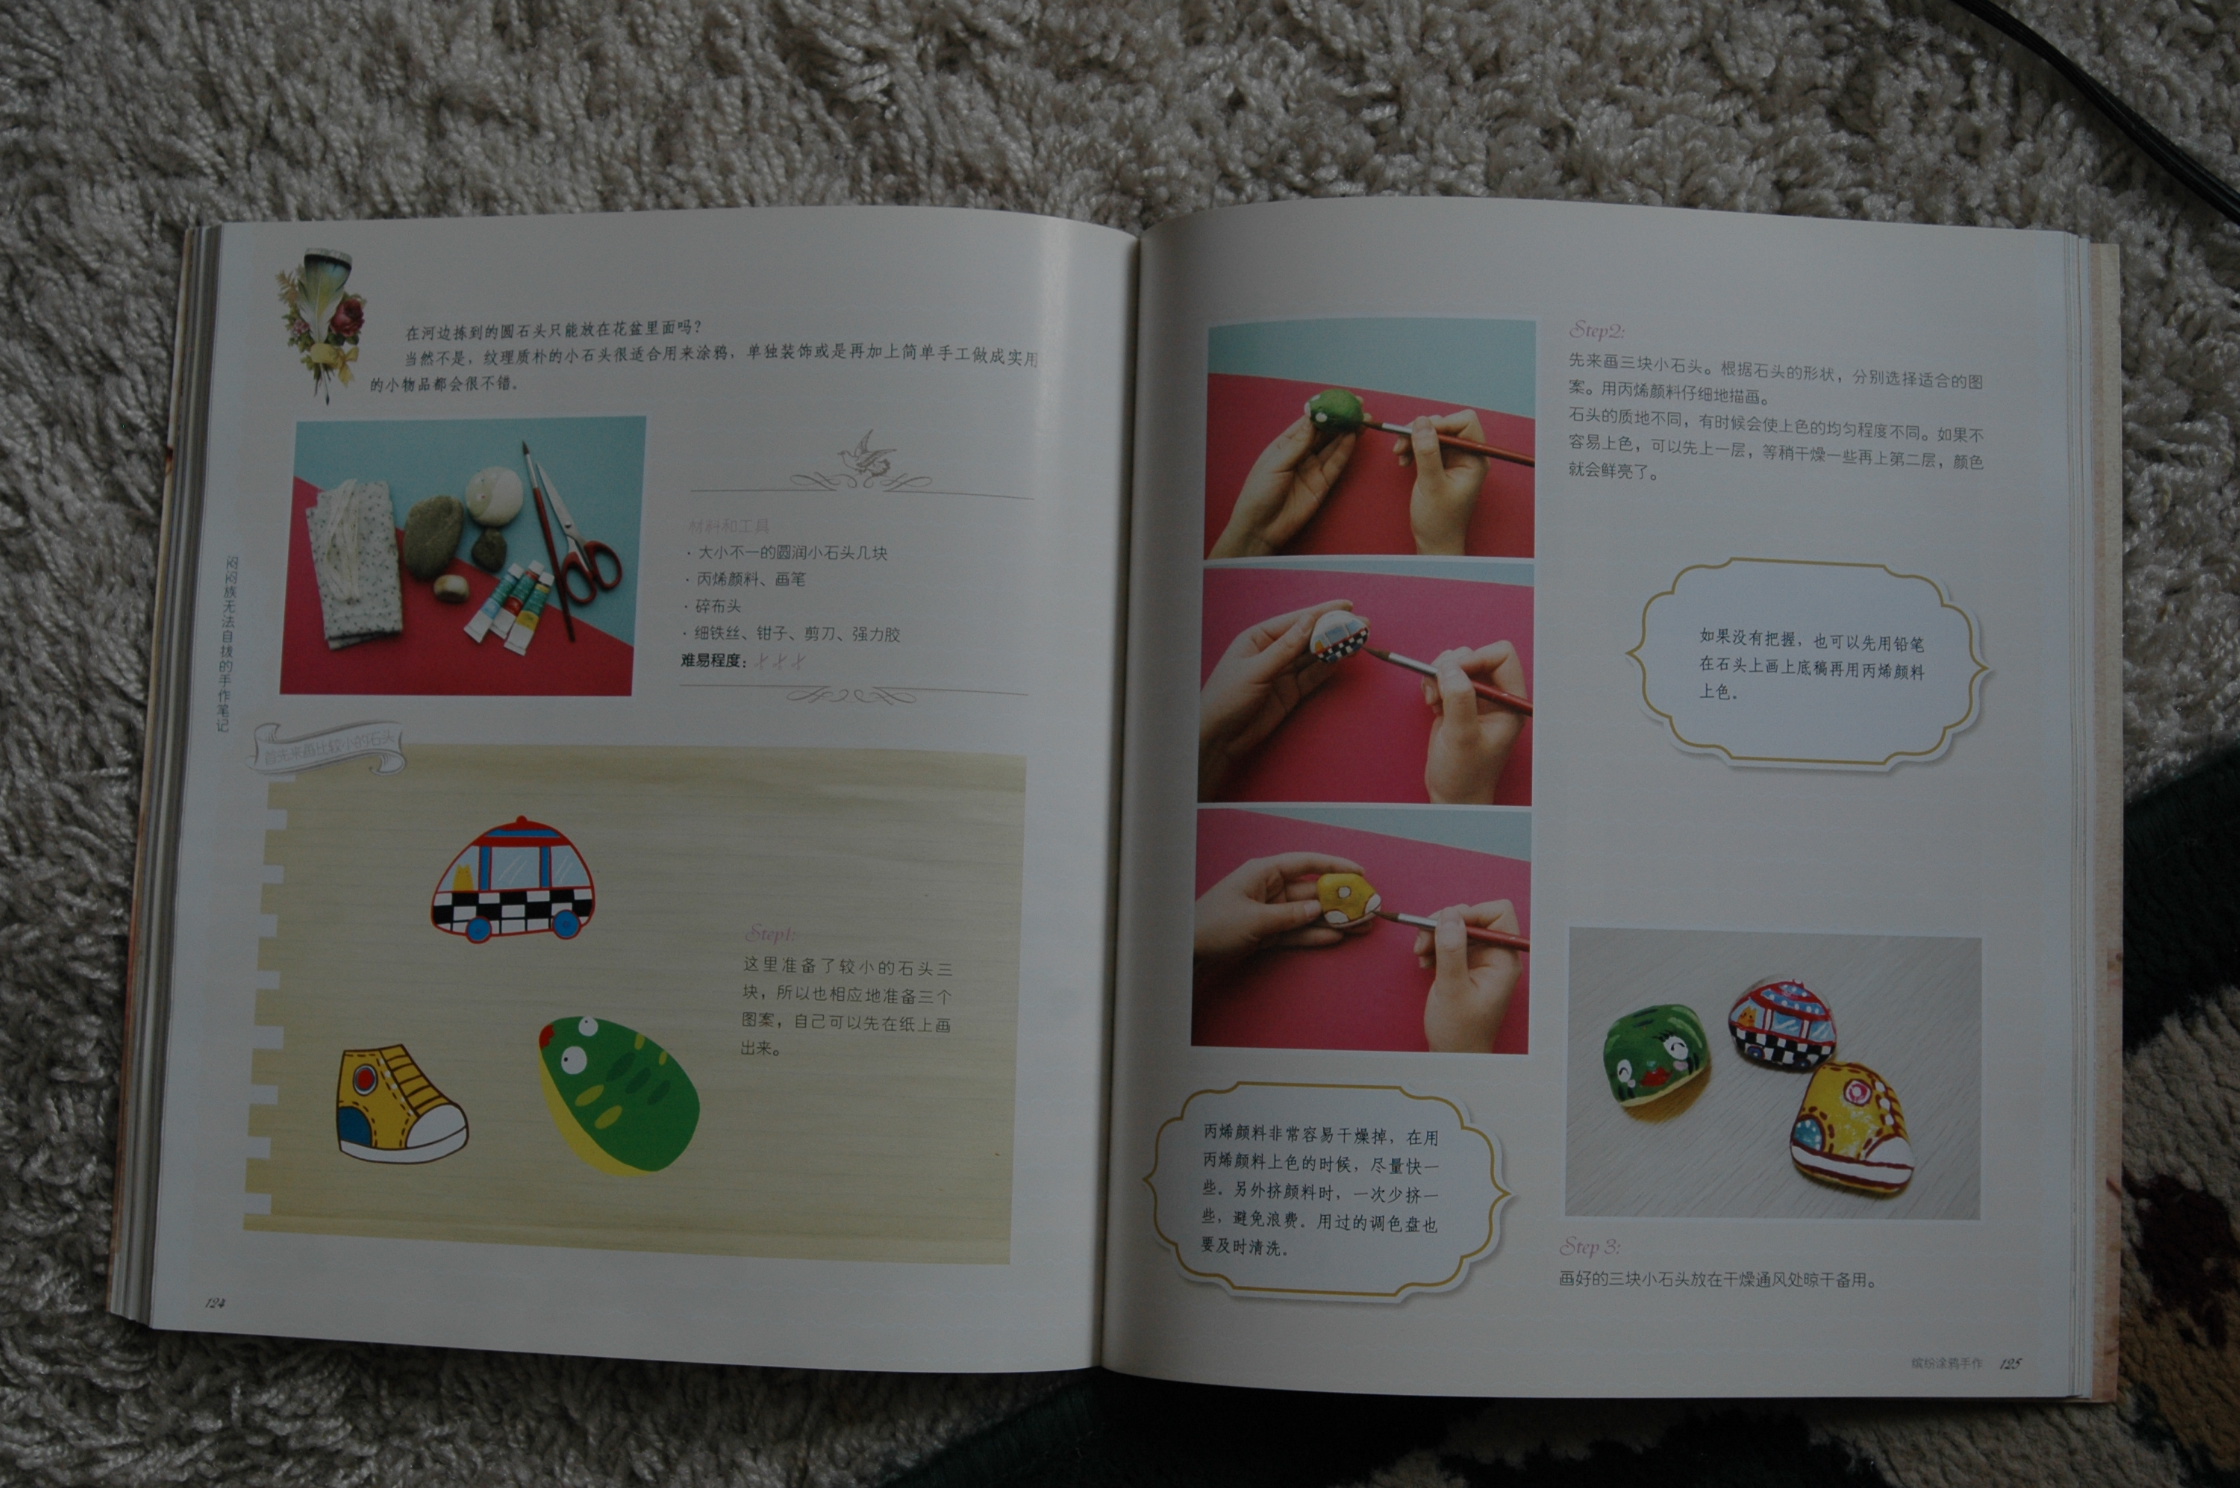 在河边拣到的圆石头只能放在花盆里面吗？
当然不是，纹理质朴的小石头很适合用来涂鸦，单独装饰或是再加上简单手工做成实用
的小物品都会很不错。
材料和工具
·大小不一的圆润小石头几块
·丙烯颜料、画笔
·碎布头
·细铁丝、钳子、剪刀、强力胶
难易程度：
闷闷族无法自拔的手作笔记
Step1:
这里准备了较小的石头三
块，所以也相应地准备三个
图案，自己可以先在纸上画
出来。
124
Step2:
先来画三块小石头。根据石头的形状，分别选择适合的图
案。用丙烯颜料仔细地描画。
石头的质地不同，有时候会使上色的均匀程度不同。如果不
容易上色，可以先上一层，等稍干燥一些再上第二层，颜色
就会鲜亮了。
如果没有把握，也可以先用铅笔
在石头上画上底稿再用丙烯颜料
上色。
丙烯颜料非常容易干燥掉，在用
丙烯颜料上色的时候，尽量快一
些。另外挤颜料时，一次少挤一
些，避免浪费。用过的调色盘也
要及时清洗。
Step 3:
画好的三块小石头放在干燥通风处晾干备用。
缤纷涂鸦手作 125